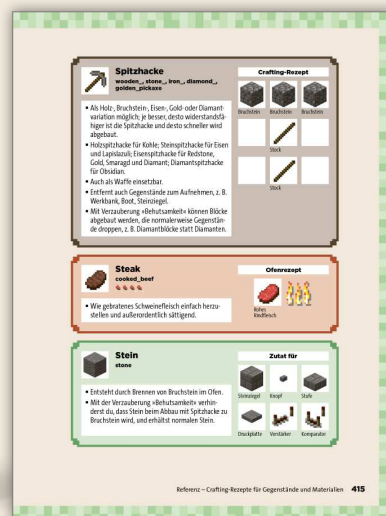 Spitzhacke
wooden_, stone_, iron_, diamond_,
golden_pickaxe
• Als Holz-, Bruchstein-, Eisen-, Gold- oder Diamant-
variation möglich; je besser, desto widerstandsfä-
higer ist die Spitzhacke und desto schneller wird
abgebaut.
• Holzspitzhacke für Kohle; Steinspitzhacke für Eisen
und Lapislazuli; Eisenspitzhacke für Redstone,
Gold, Smaragd und Diamant; Diamantspitzhacke
für Obsidian.
• Auch als Waffe einsetzbar.
• Entfernt auch Gegenstände zum Aufnehmen, z. B.
Werkbank, Boot, Steinziegel.
• Mit Verzauberung »Behutsamkeit« können Blöcke
abgebaut werden, die normalerweise Gegenstän-
de droppen, z. B. Diamantblöcke statt Diamanten.
Crafting-Rezept
Bruchstein Bruchstein Bruchstein
Stock
Stock
Steak
cooked_beef
• Wie gebratenes Schweinefleisch einfach herzu-
stellen und außerordentlich sättigend.
Ofenrezept
Rohes
Rindfleisch
Stein
stone
• Entsteht durch Brennen von Bruchstein im Ofen.
• Mit der Verzauberung »Behutsamkeit« verhin-
derst du, dass Stein beim Abbau mit Spitzhacke zu
Bruchstein wird, und erhältst normalen Stein.
Zutat für
Steinziegel Knopf Stufe
Druckplatte Verstärker Komparator
Referenz – Crafting-Rezepte für Gegenstände und Materialien 415